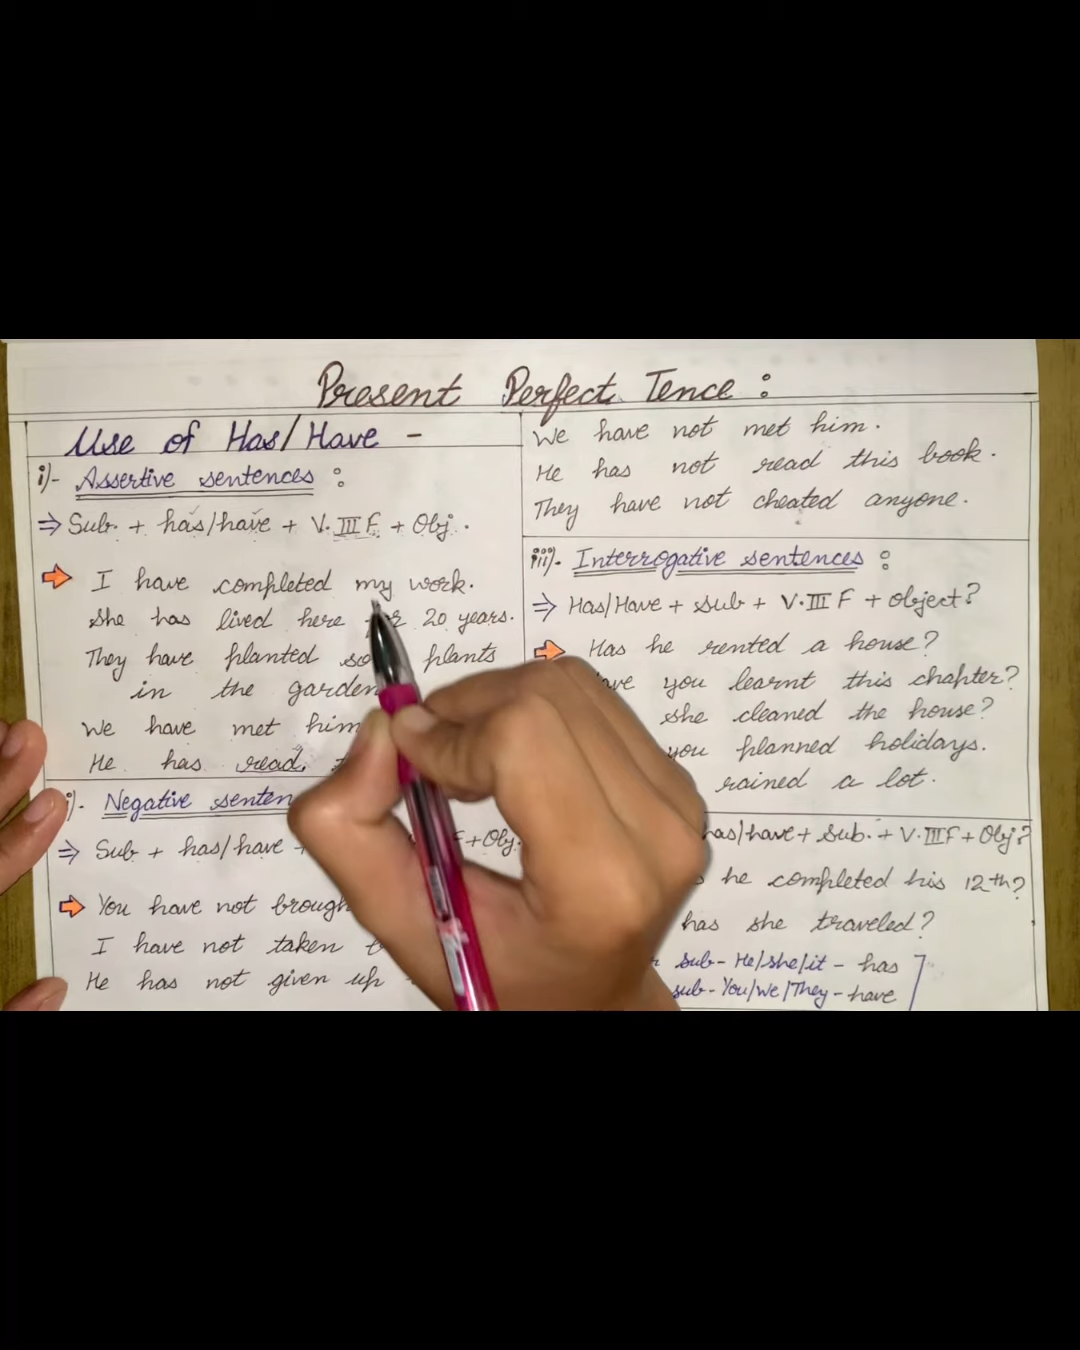 Present Perfect Tence :
Use of Has/Have -
i)- Assertive sentences :
⇒ Sub. + has/have + V.III F. + Obj.
I have completed my work.
She has lived here for 20 years.
They have planted plants
in the garden
We have met him
He has read
Negative
⇒ Sub + has/have + F + Obj.
You have not
I have not taken
He has not given up
We have not met him.
He has not read this book.
They have not cheated anyone.
iii)- Interrogative sentences :
⇒ Has/Have + sub + V.III F + Object?
Has he rented a house?
you learnt this chapter?
she cleaned the house?
you planned holidays.
rained a lot.
has/have + sub. + V.III F + Obj?
he completed his 12th?
has she traveled?
sub - He/she/it - has
sub - You/we/They - have